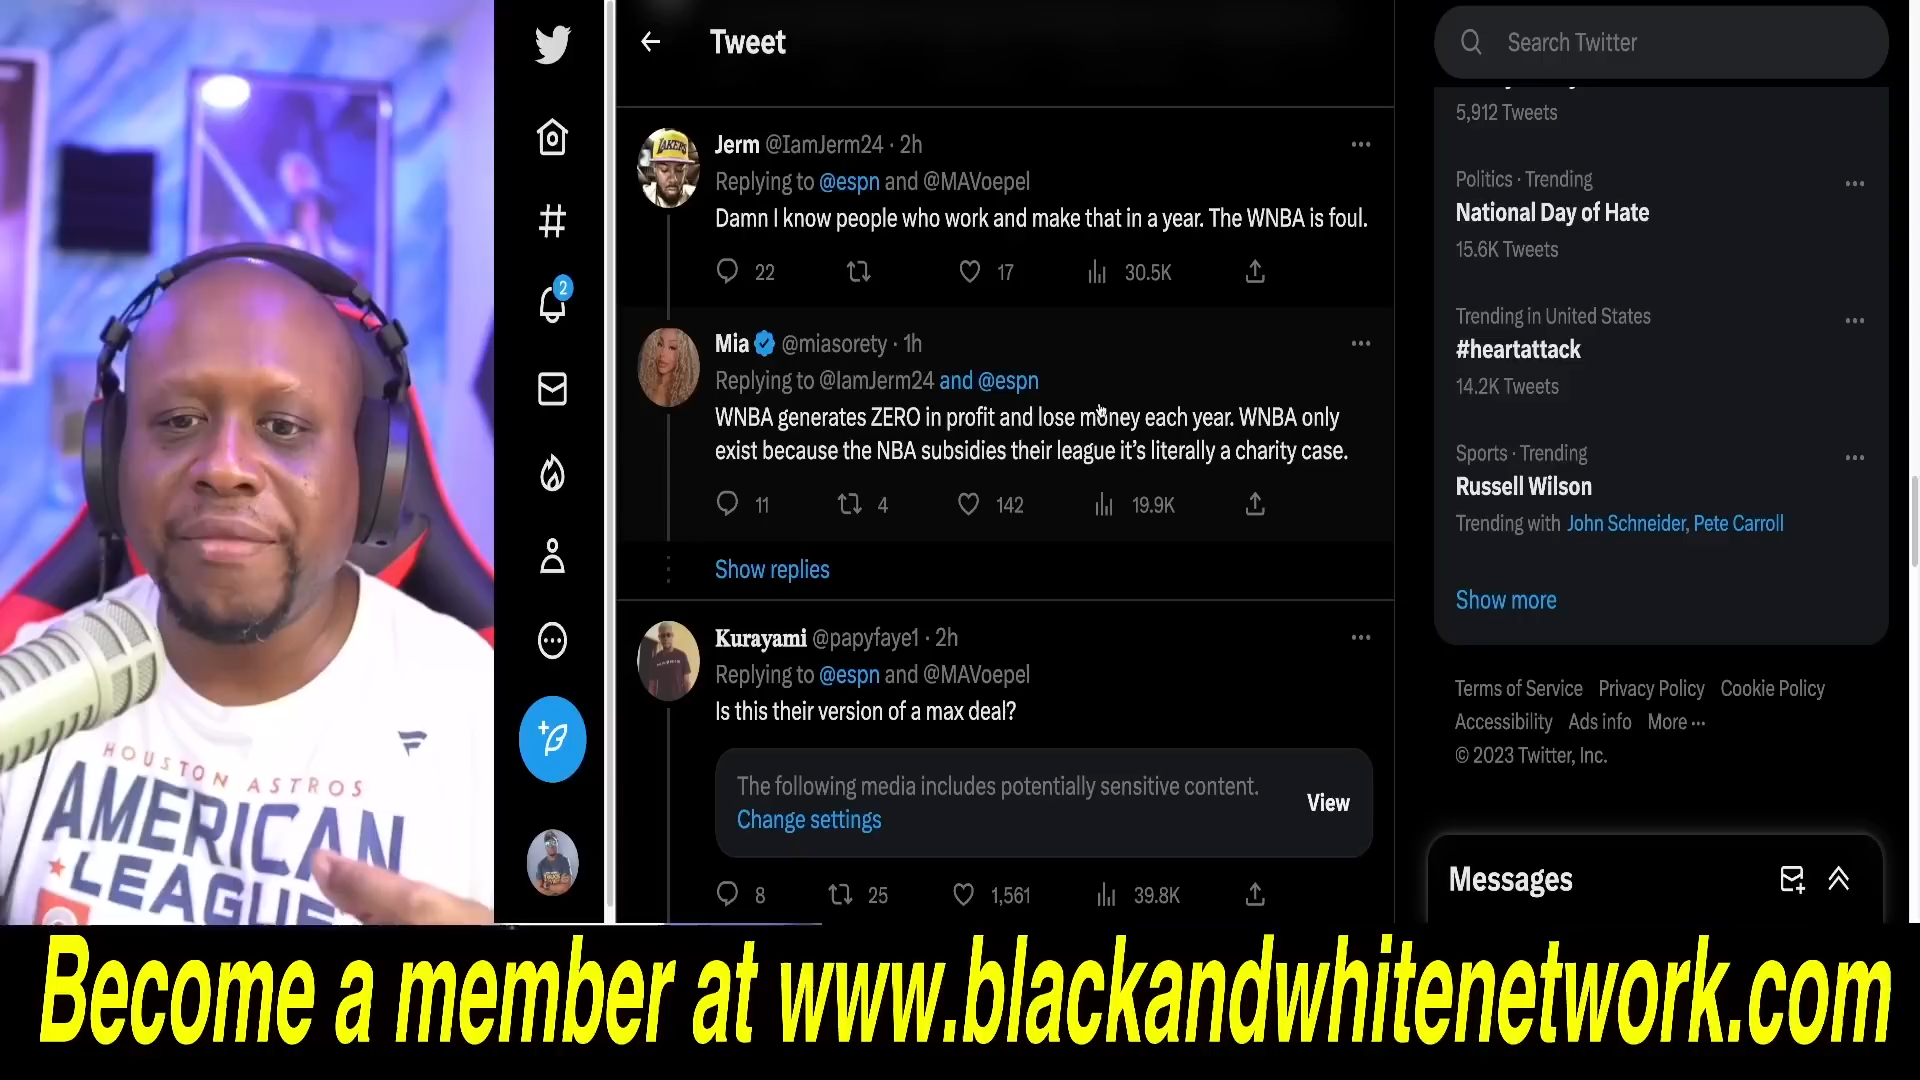 Tweet
Search Twitter
5,912 Tweets
Jerm @IamJerm24 · 2h
Replying to @espn and @MAVoepel
Damn I know people who work and make that in a year. The WNBA is foul.
22 17 30.5K
Politics · Trending
National Day of Hate
15.6K Tweets
2
Trending in United States
#heartattack
14.2K Tweets
Mia @miasorety · 1h
Replying to @IamJerm24 and @espn
WNBA generates ZERO in profit and lose money each year. WNBA only
exist because the NBA subsidies their league it's literally a charity case.
11 4 142 19.9K
Show replies
Sports · Trending
Russell Wilson
Trending with John Schneider, Pete Carroll
Show more
Kurayami @papyfaye1 · 2h
Replying to @espn and @MAVoepel
Is this their version of a max deal?
The following media includes potentially sensitive content.
Change settings
View
8 25 1,561 39.8K
Terms of Service Privacy Policy Cookie Policy
Accessibility Ads info More ···
© 2023 Twitter, Inc.
Messages
LAKERS
HOUSTON ASTROS
AMERICAN
LEAGUE
Become a member at www.blackandwhitenetwork.com